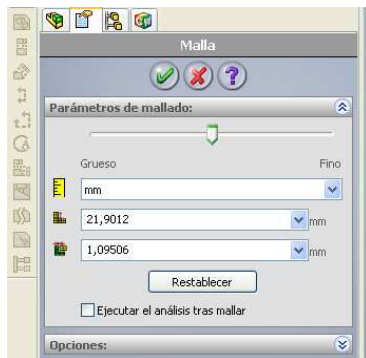 Malla
Parámetros de mallado:
Grueso Fino
mm
21,9012 mm
1,09506 mm
Restablecer
Ejecutar el análisis tras mallar
Opciones: